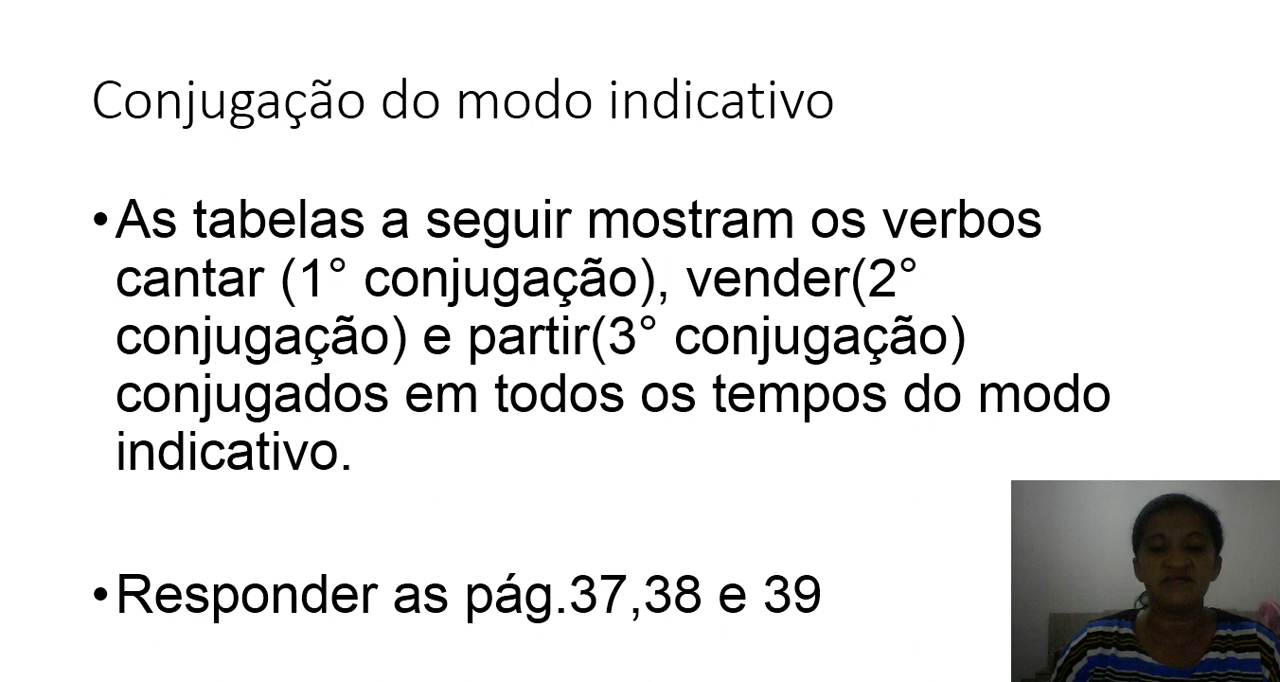 Conjugação do modo indicativo
•As tabelas a seguir mostram os verbos
cantar (1° conjugação), vender(2°
conjugação) e partir(3° conjugação)
conjugados em todos os tempos do modo
indicativo.
•Responder as pág.37,38 e 39